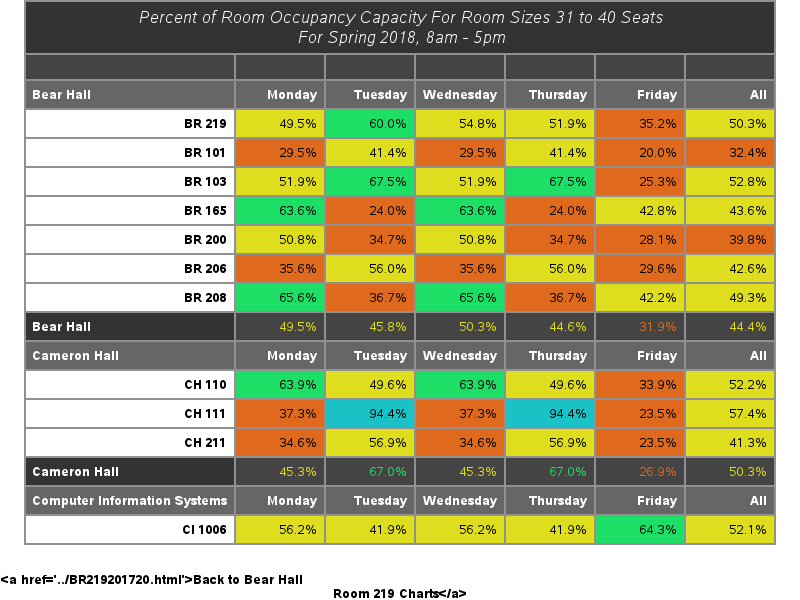 Percent of Room Occupancy Capacity For Room Sizes 31 to 40 Seats
For Spring 2018, 8am - 5pm
Bear Hall Monday Tuesday Wednesday Thursday Friday All
BR 219 49.5% 60.0% 54.8% 51.9% 35.2% 50.3%
BR 101 29.5% 41.4% 29.5% 41.4% 20.0% 32.4%
BR 103 51.9% 67.5% 51.9% 67.5% 25.3% 52.8%
BR 165 63.6% 24.0% 63.6% 24.0% 42.8% 43.6%
BR 200 50.8% 34.7% 50.8% 34.7% 28.1% 39.8%
BR 206 35.6% 56.0% 35.6% 56.0% 29.6% 42.6%
BR 208 65.6% 36.7% 65.6% 36.7% 42.2% 49.3%
Bear Hall 49.5% 45.8% 50.3% 44.6% 31.9% 44.4%
Cameron Hall Monday Tuesday Wednesday Thursday Friday All
CH 110 63.9% 49.6% 63.9% 49.6% 33.9% 52.2%
CH 111 37.3% 94.4% 37.3% 94.4% 23.5% 57.4%
CH 211 34.6% 56.9% 34.6% 56.9% 23.5% 41.3%
Cameron Hall 45.3% 67.0% 45.3% 67.0% 26.9% 50.3%
Computer Information Systems Monday Tuesday Wednesday Thursday Friday All
CI 1006 56.2% 41.9% 56.2% 41.9% 64.3% 52.1%
<a href='../BR219201720.html'>Back to Bear Hall
Room 219 Charts</a>